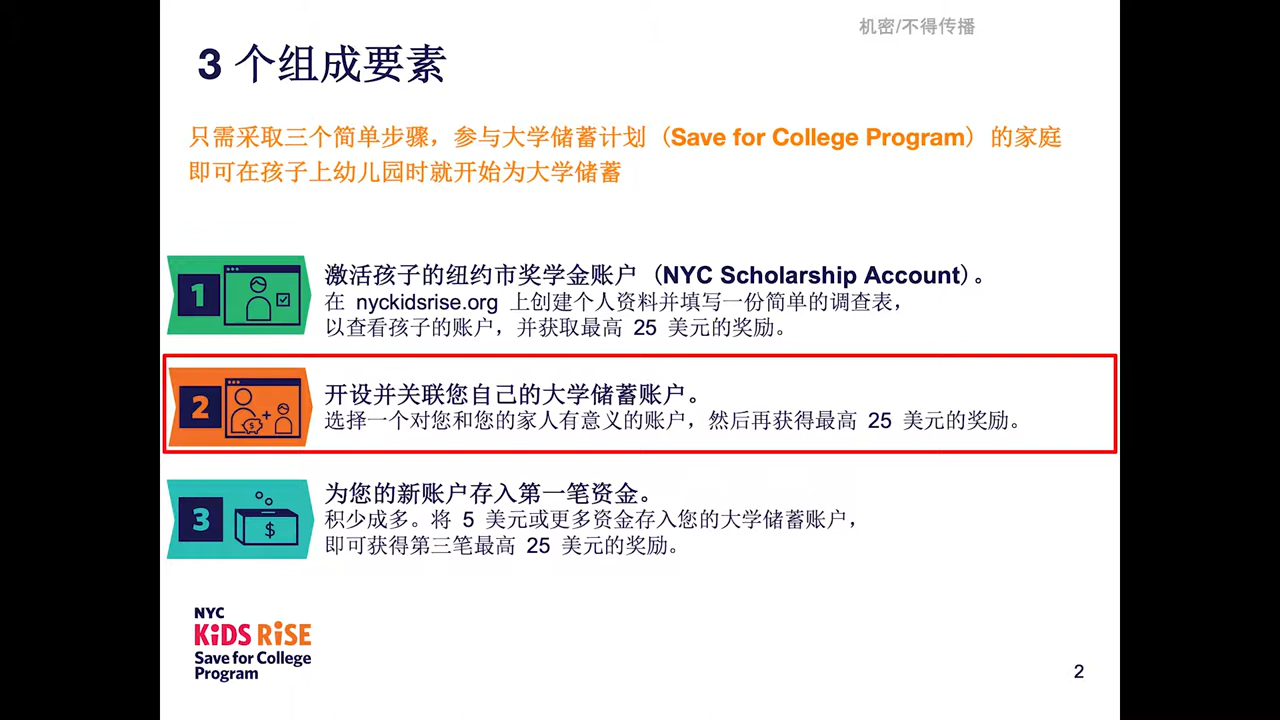 机密/不得传播
3 个组成要素
只需采取三个简单步骤，参与大学储蓄计划（Save for College Program）的家庭
即可在孩子上幼儿园时就开始为大学储蓄
1
激活孩子的纽约市奖学金账户（NYC Scholarship Account）。
在 nyckidsrise.org 上创建个人资料并填写一份简单的调查表，
以查看孩子的账户，并获取最高 25 美元的奖励。
2
开设并关联您自己的大学储蓄账户。
选择一个对您和您的家人有意义的账户，然后再获得最高 25 美元的奖励。
3
为您的新账户存入第一笔资金。
积少成多。将 5 美元或更多资金存入您的大学储蓄账户，
即可获得第三笔最高 25 美元的奖励。
$
$
NYC
KiDS RiSE
Save for College
Program
2